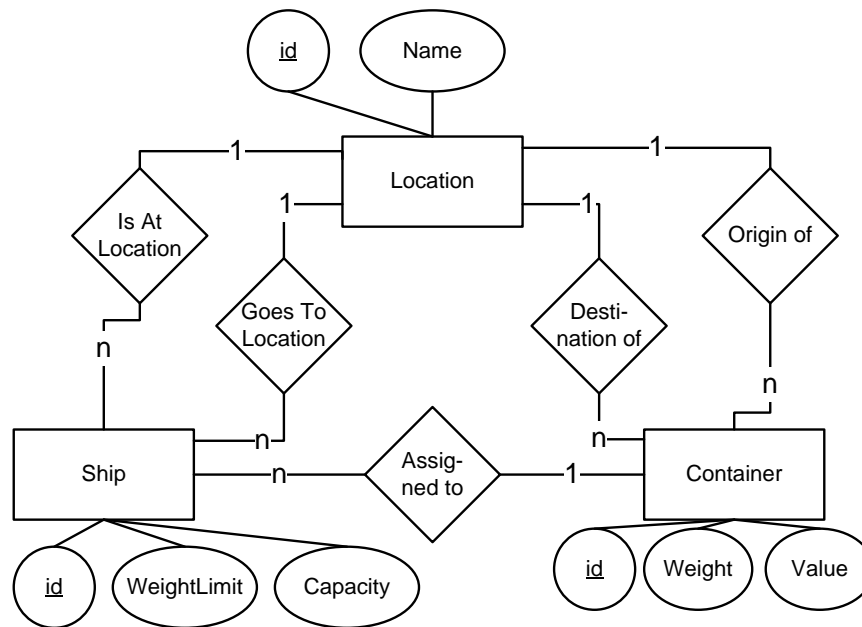 id
Name
1
1
Location
Is At
Location
1
1
Origin of
Goes To
Location
Desti-
nation of
n
n
n
n
Ship
n
Assig-
ned to
1
Container
id
WeightLimit
Capacity
id
Weight
Value